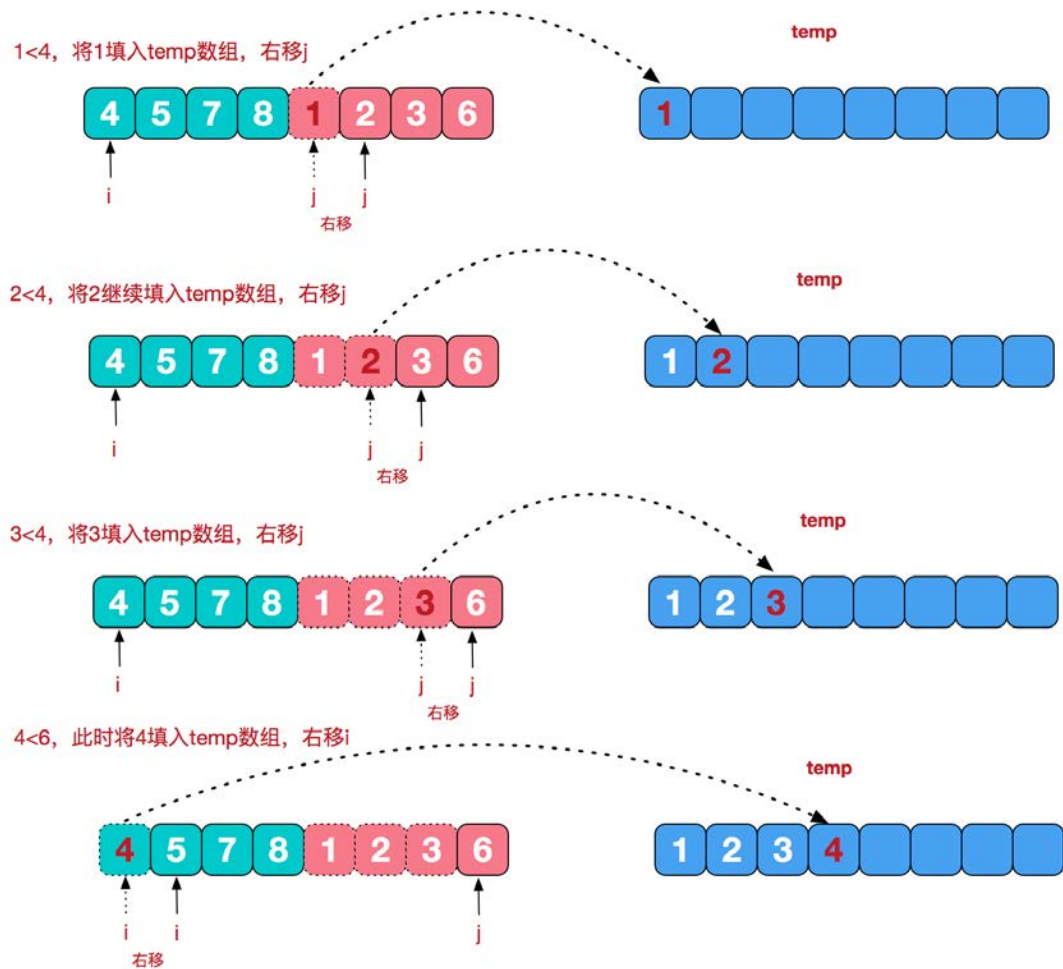 temp
1<4，将1填入temp数组，右移j
4 5 7 8 1 2 3 6 1
i j j
右移
temp
2<4，将2继续填入temp数组，右移j
4 5 7 8 1 2 3 6 1 2
i j j
右移
temp
3<4，将3填入temp数组，右移j
4 5 7 8 1 2 3 6 1 2 3
i j j
右移
4<6，此时将4填入temp数组，右移i
temp
4 5 7 8 1 2 3 6 1 2 3 4
i i j
右移